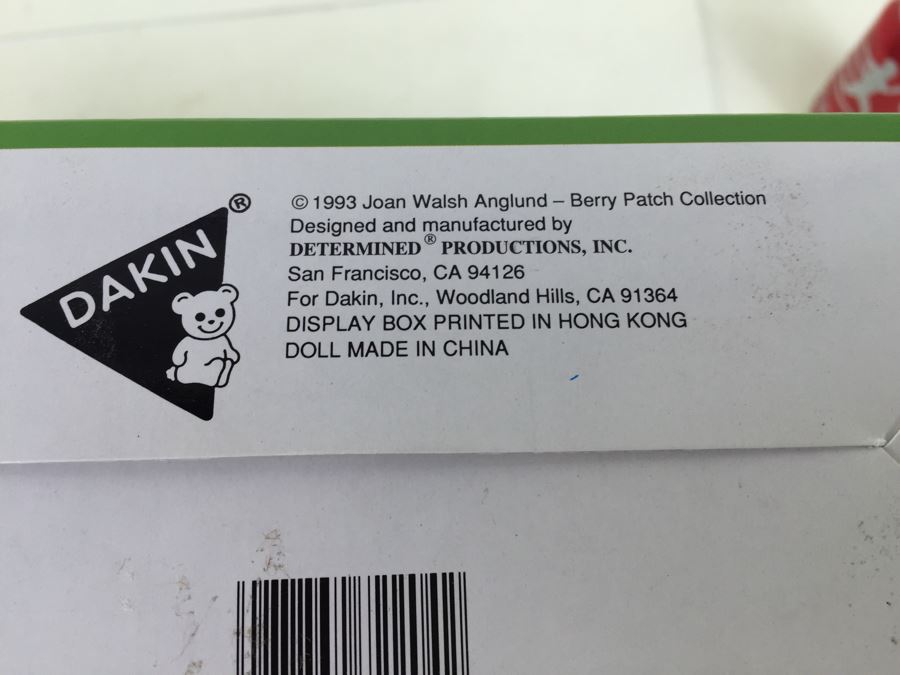 DAKIN ®
© 1993 Joan Walsh Anglund – Berry Patch Collection
Designed and manufactured by
DETERMINED® PRODUCTIONS, INC.
San Francisco, CA 94126
For Dakin, Inc., Woodland Hills, CA 91364
DISPLAY BOX PRINTED IN HONG KONG
DOLL MADE IN CHINA